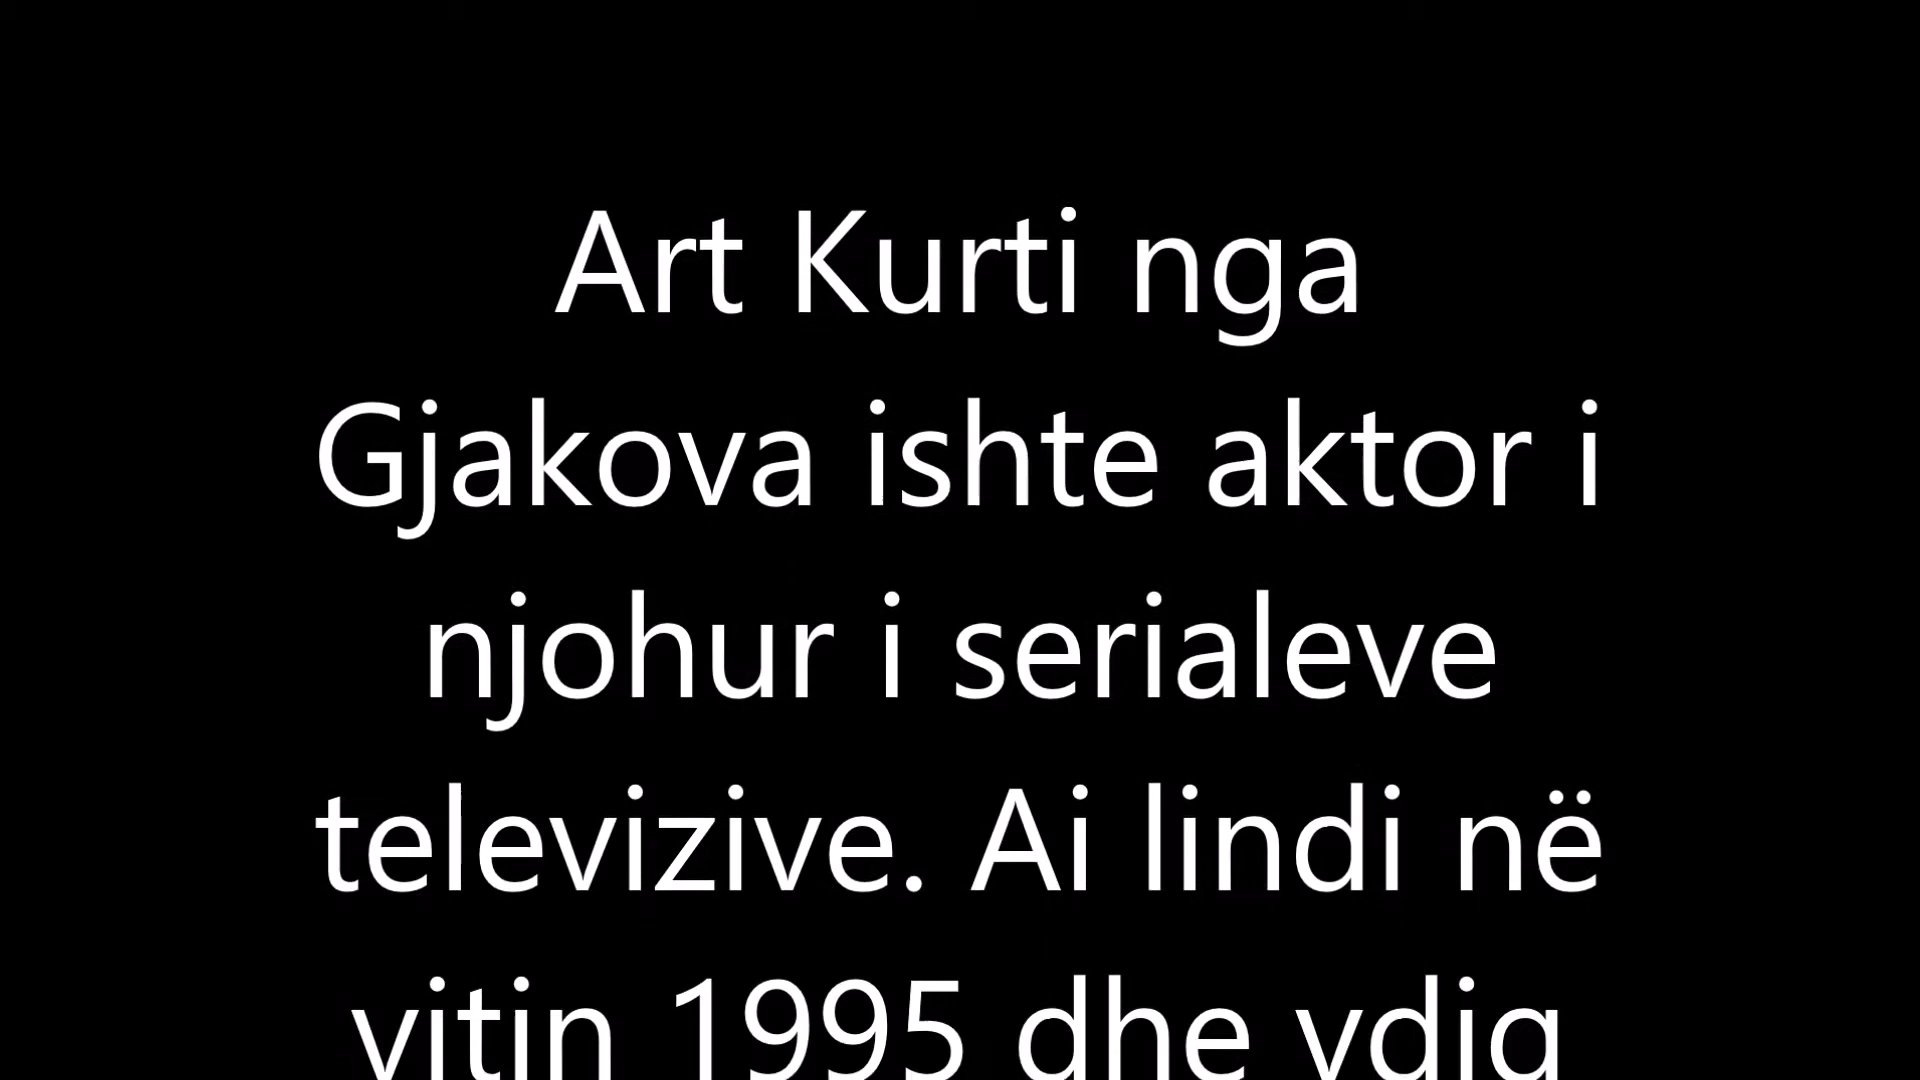 Art Kurti nga
Gjakova ishte aktor i
njohur i serialeve
televizive. Ai lindi në
vitin 1995 dhe vdiq